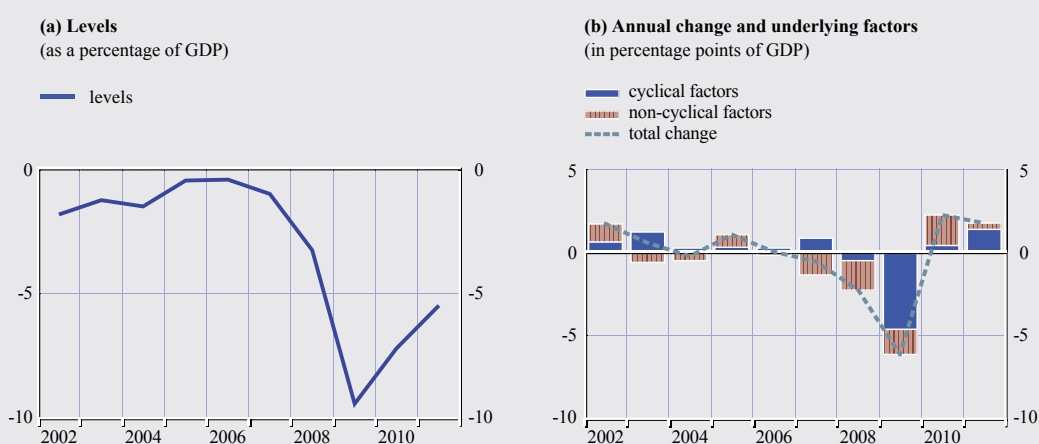 (a) Levels
(as a percentage of GDP)
levels
0 0
-5 -5
-10 -10
2002 2004 2006 2008 2010
(b) Annual change and underlying factors
(in percentage points of GDP)
cyclical factors
non-cyclical factors
total change
5 5
0 0
-5 -5
-10 -10
2002 2004 2006 2008 2010